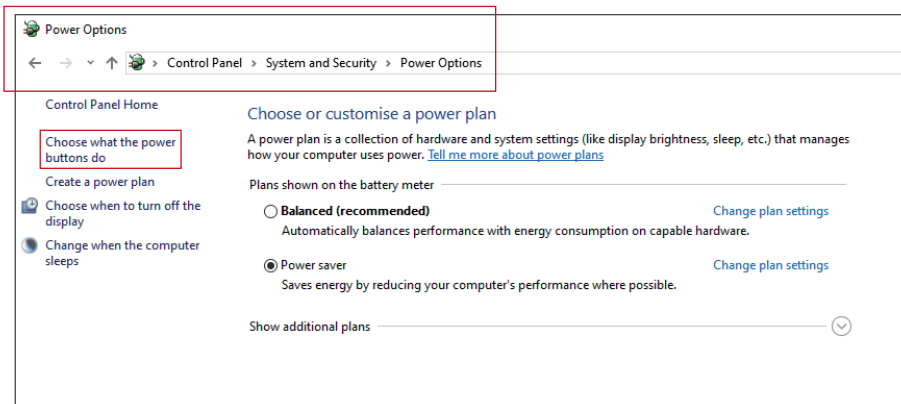 Power Options
Control Panel > System and Security > Power Options
Control Panel Home
Choose what the power
buttons do
Create a power plan
Choose when to turn off the
display
Change when the computer
sleeps
Choose or customise a power plan
A power plan is a collection of hardware and system settings (like display brightness, sleep, etc.) that manages
how your computer uses power. Tell me more about power plans
Plans shown on the battery meter
Balanced (recommended) Change plan settings
Automatically balances performance with energy consumption on capable hardware.
Power saver Change plan settings
Saves energy by reducing your computer's performance where possible.
Show additional plans